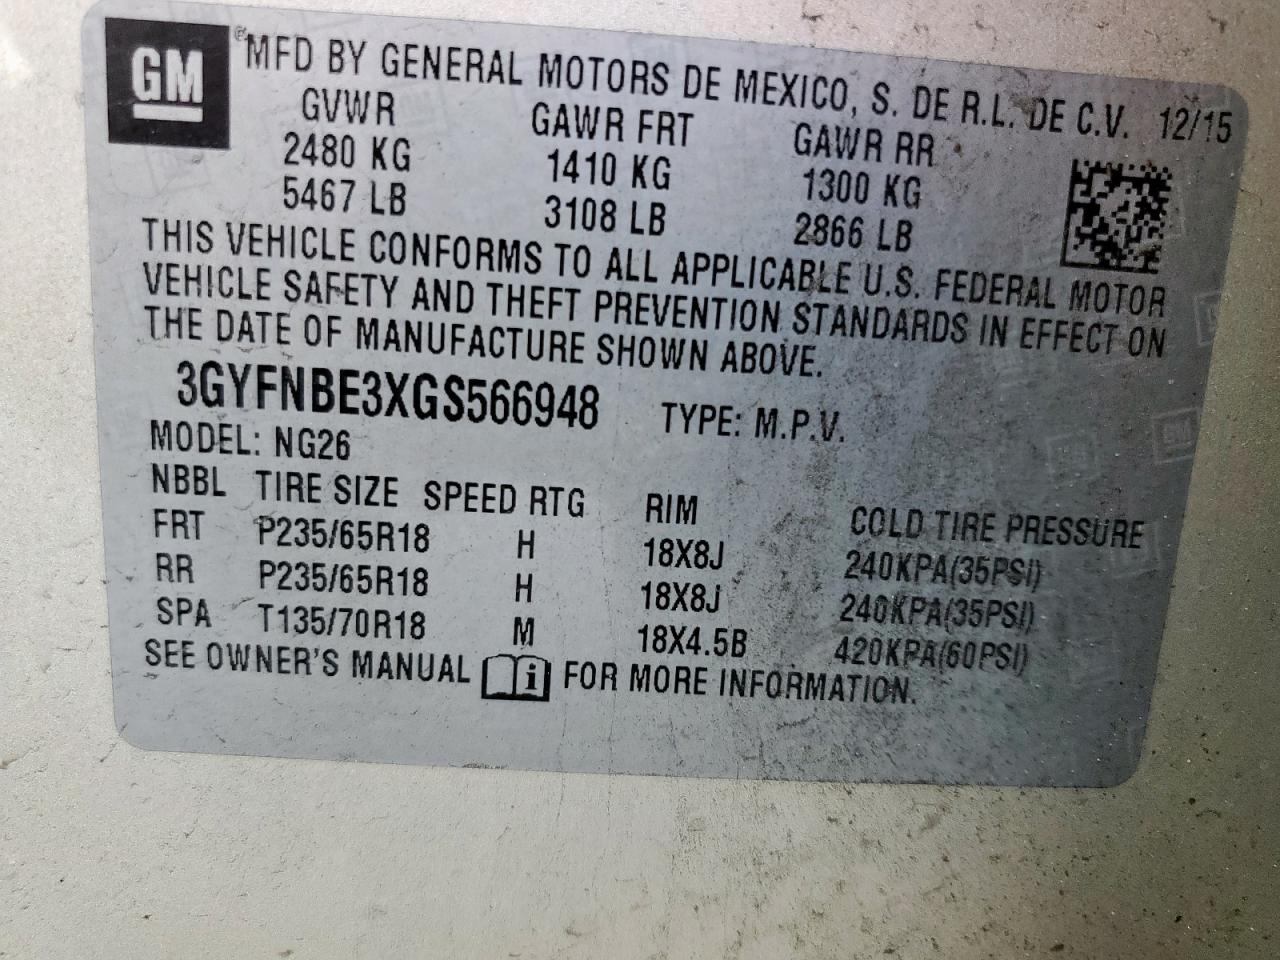 GM ® MFD BY GENERAL MOTORS DE MEXICO, S. DE R.L. DE C.V. 12/15
GVWR GAWR FRT GAWR RR
2480 KG 1410 KG 1300 KG
5467 LB 3108 LB 2866 LB
THIS VEHICLE CONFORMS TO ALL APPLICABLE U.S. FEDERAL MOTOR
VEHICLE SAFETY AND THEFT PREVENTION STANDARDS IN EFFECT ON
THE DATE OF MANUFACTURE SHOWN ABOVE.
3GYFNBE3XGS566948 TYPE: M.P.V.
MODEL: NG26
NBBL TIRE SIZE SPEED RTG RIM COLD TIRE PRESSURE
FRT P235/65R18 H 18X8J 240KPA(35PSI)
RR P235/65R18 H 18X8J 240KPA(35PSI)
SPA T135/70R18 M 18X4.5B 420KPA(60PSI)
SEE OWNER'S MANUAL i FOR MORE INFORMATION.